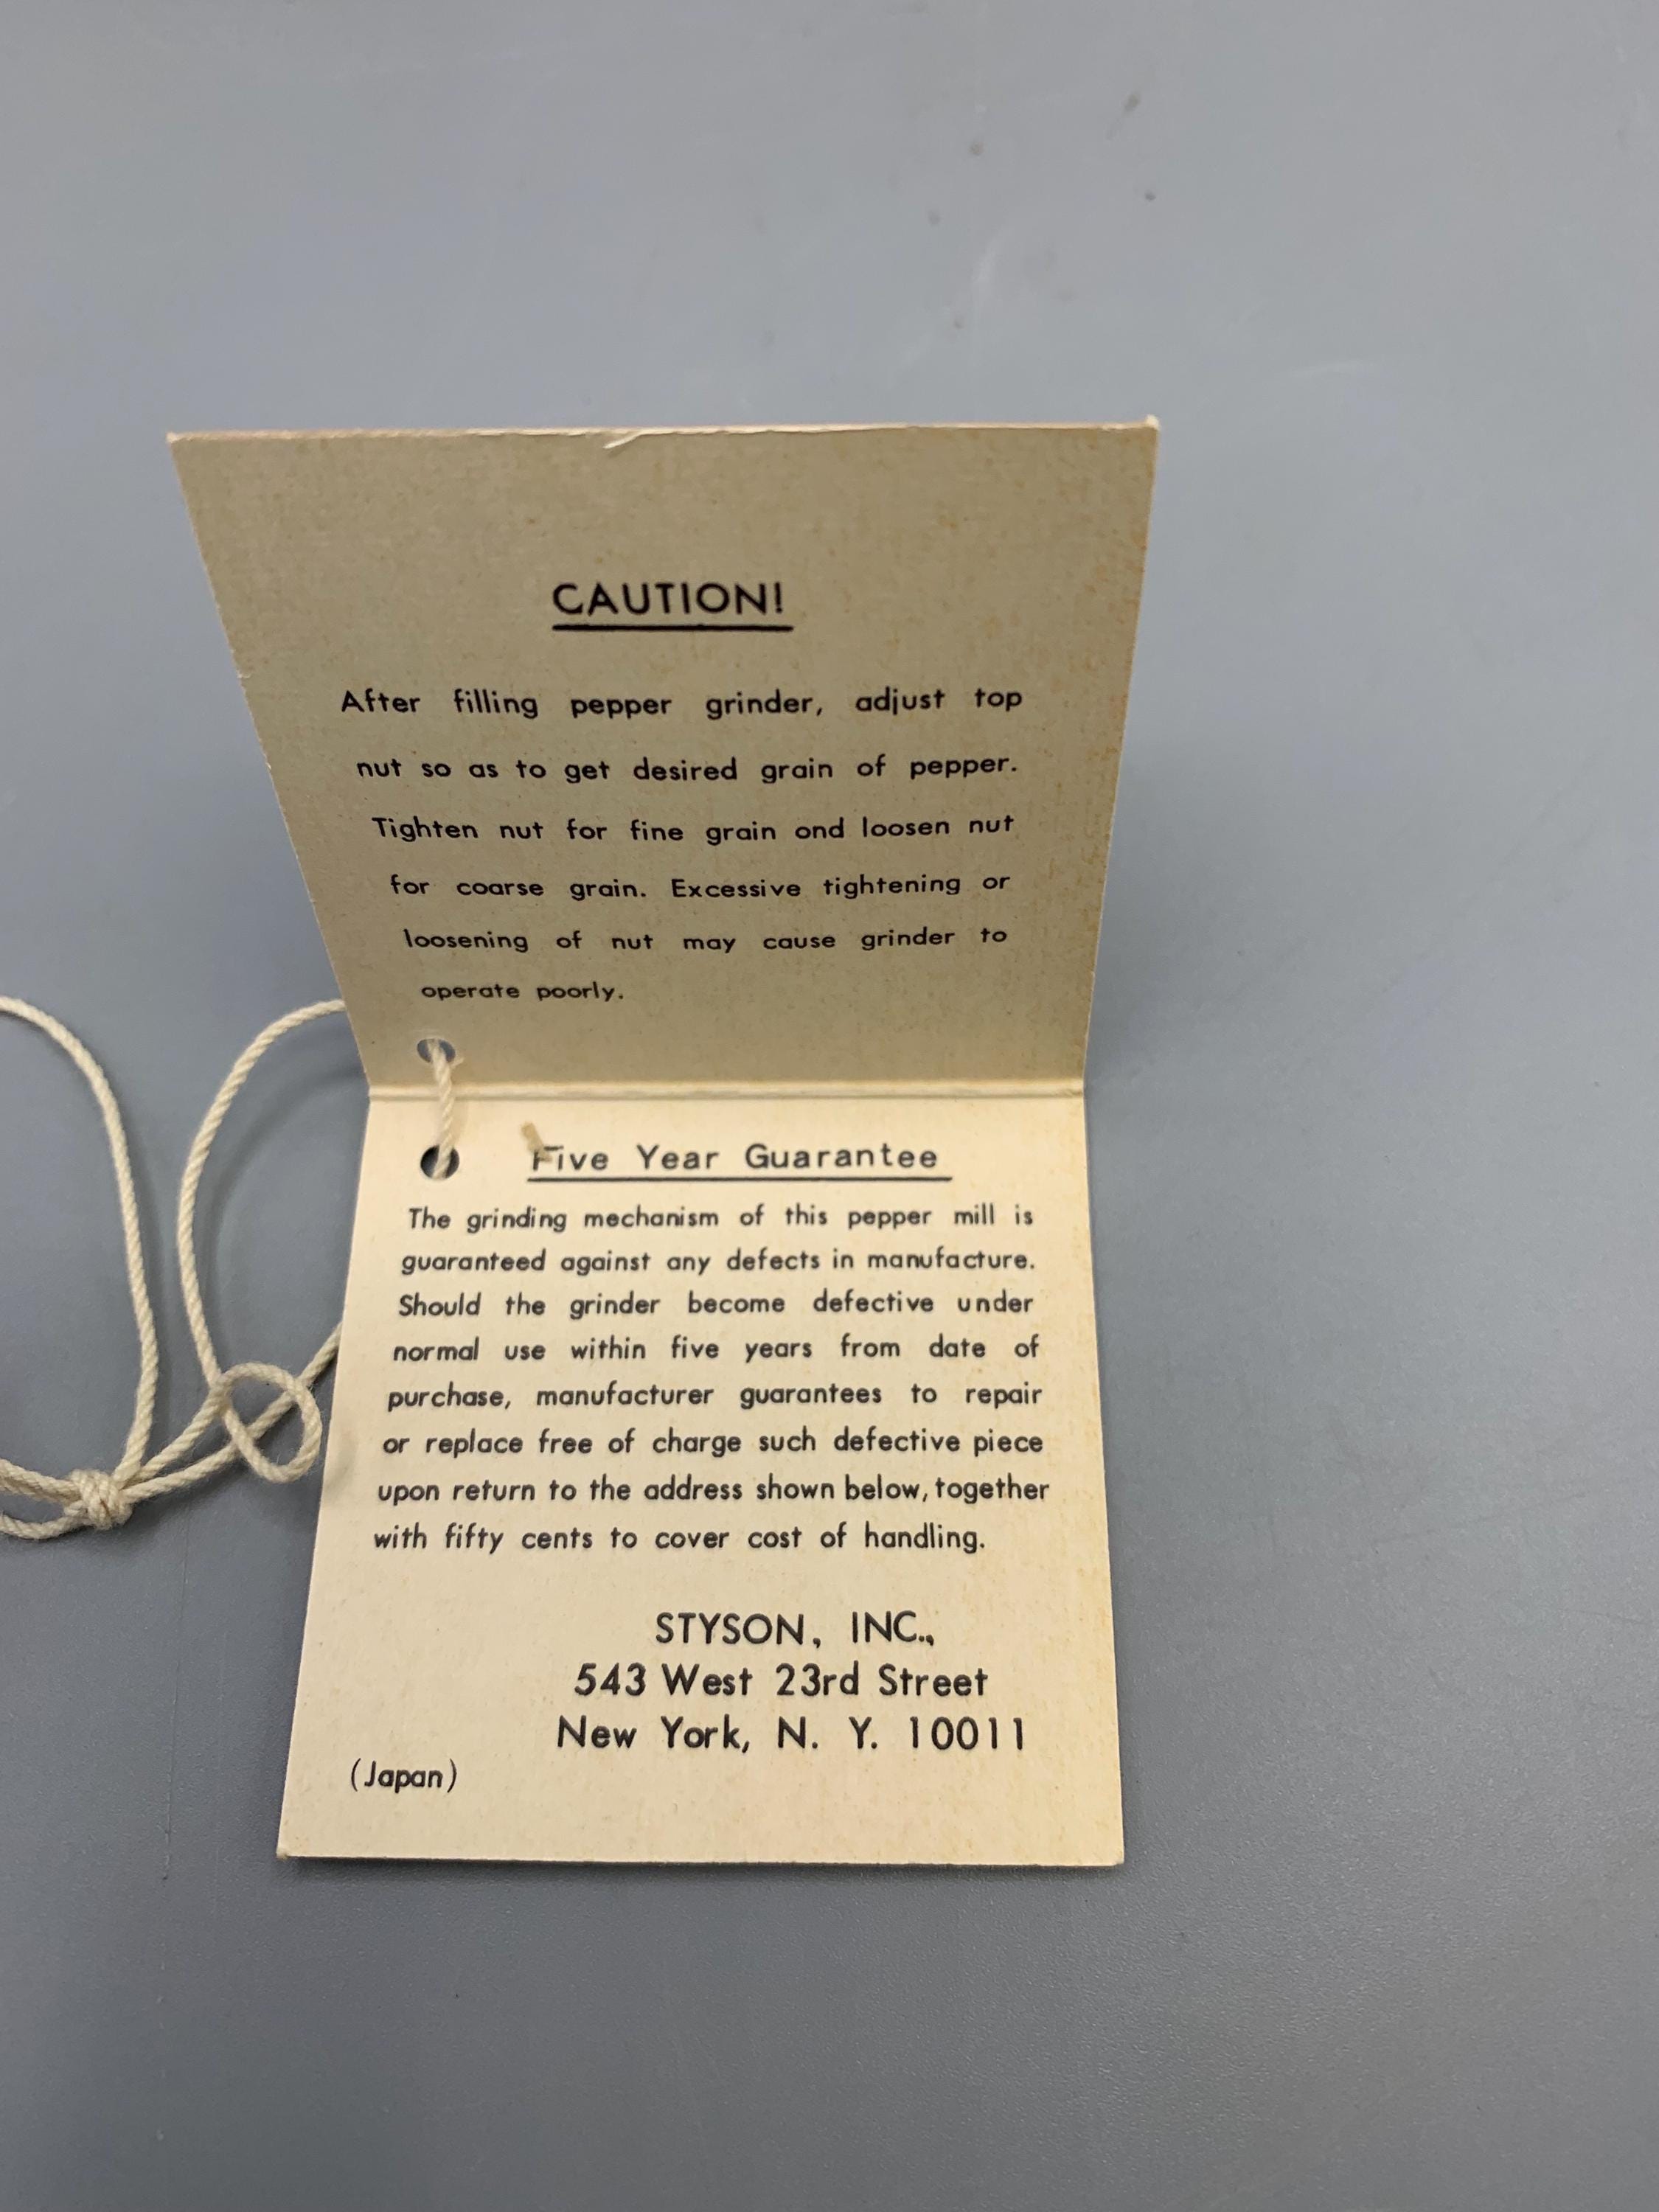 CAUTION!
After filling pepper grinder, adjust top
nut so as to get desired grain of pepper.
Tighten nut for fine grain ond loosen nut
for coarse grain. Excessive tightening or
loosening of nut may cause grinder to
operate poorly.
Five Year Guarantee
The grinding mechanism of this pepper mill is
guaranteed against any defects in manufacture.
Should the grinder become defective under
normal use within five years from date of
purchase, manufacturer guarantees to repair
or replace free of charge such defective piece
upon return to the address shown below, together
with fifty cents to cover cost of handling.
STYSON, INC.,
543 West 23rd Street
New York, N. Y. 10011
(Japan)